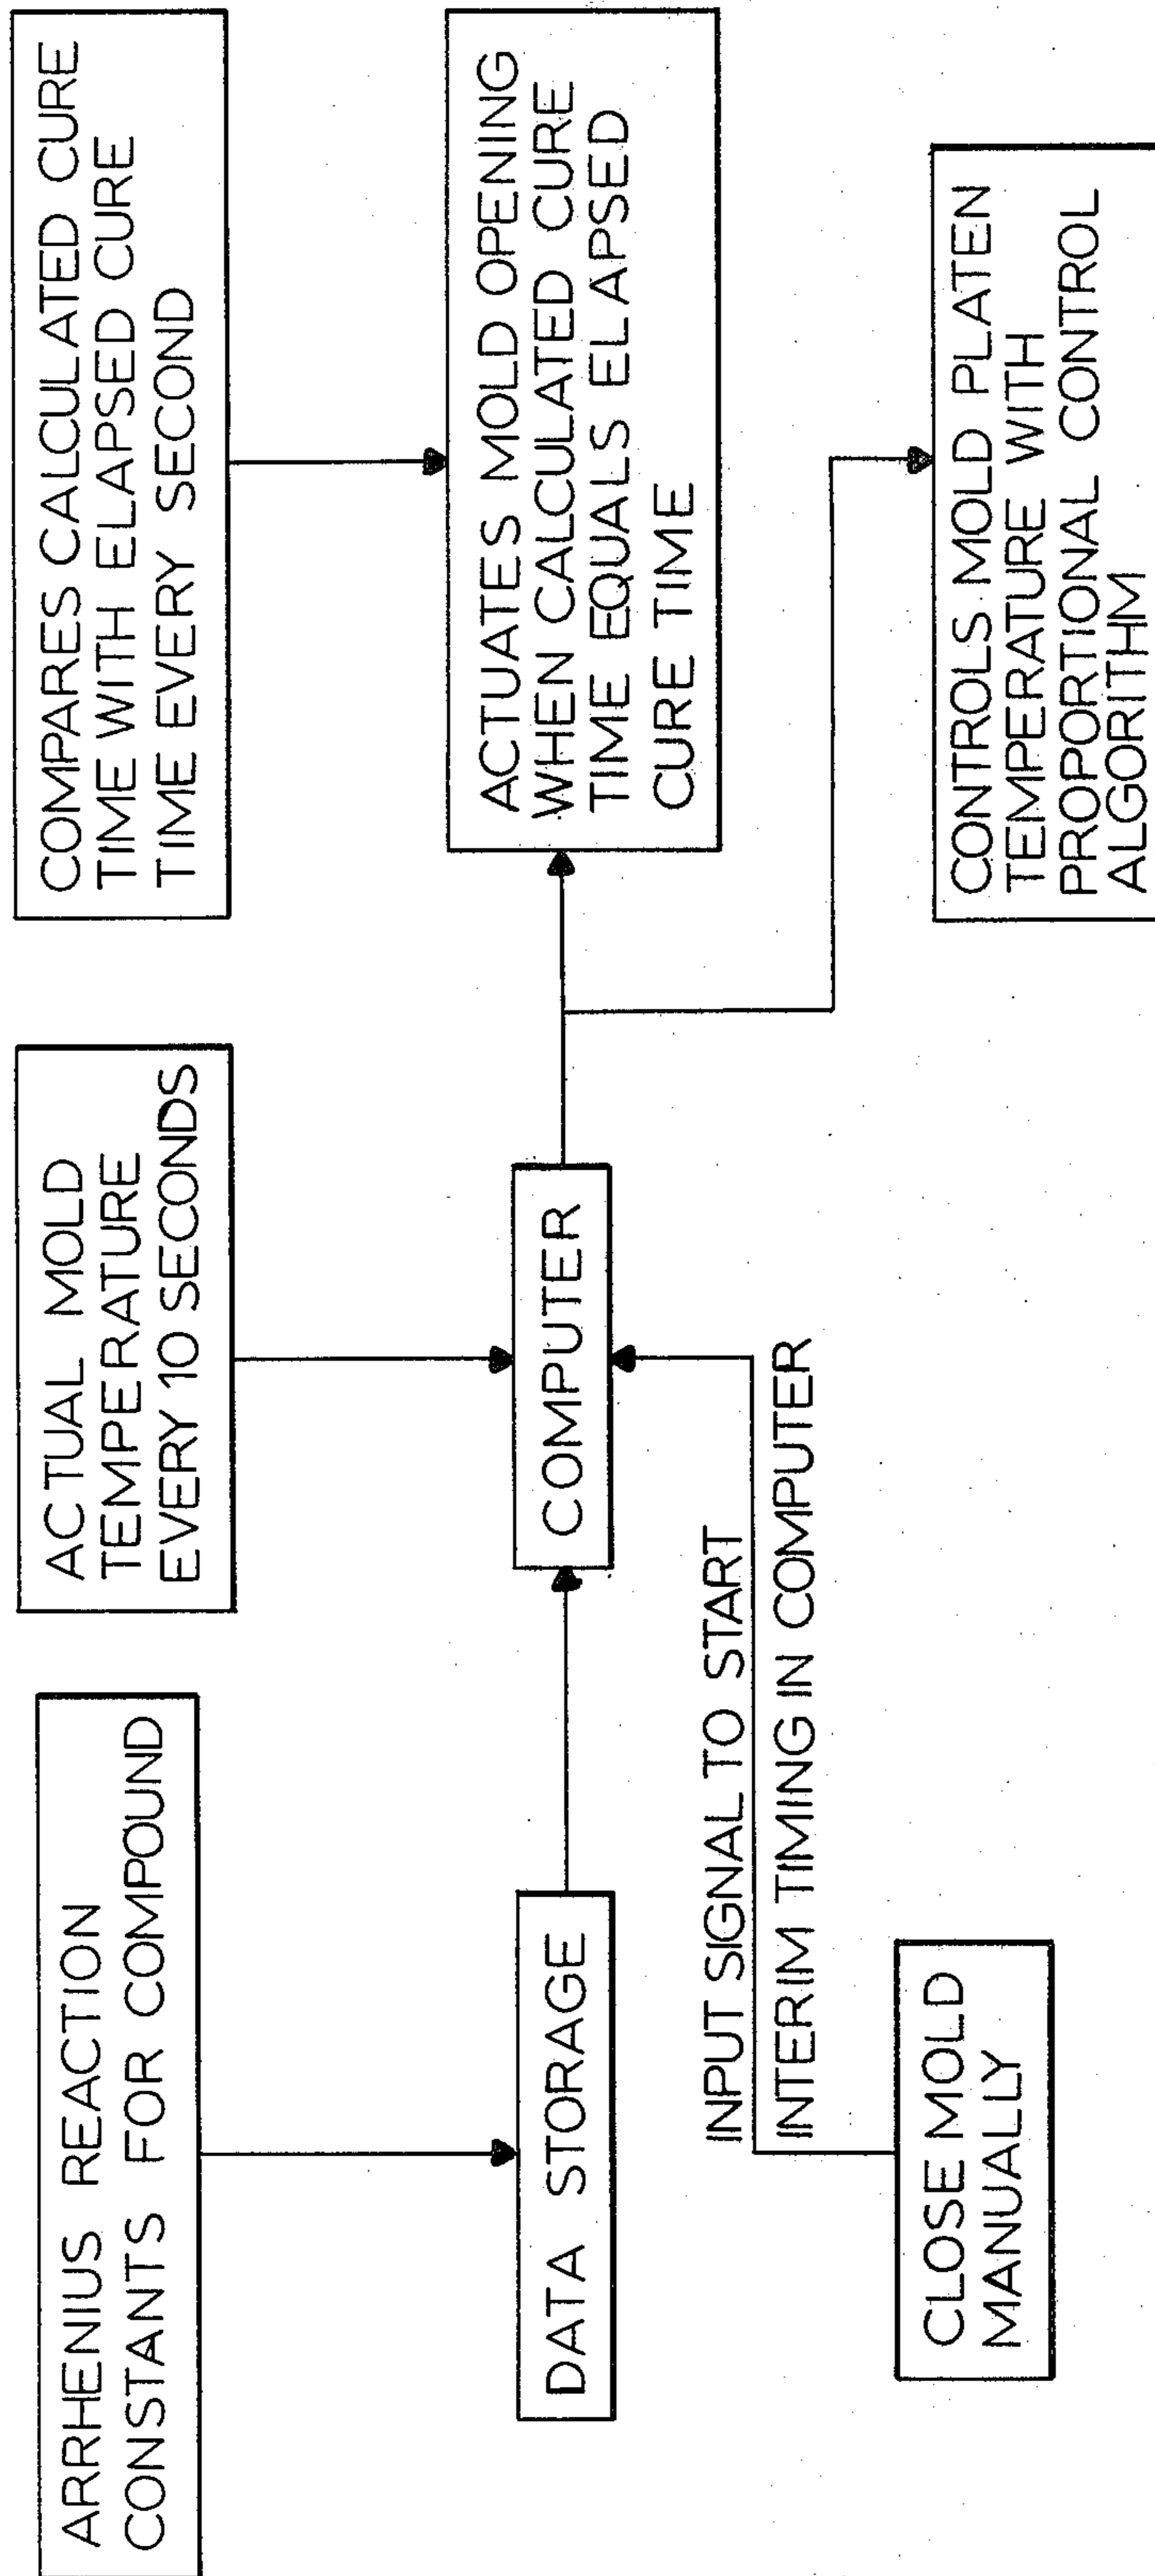 ARRHENIUS REACTION
CONSTANTS FOR COMPOUND
ACTUAL MOLD
TEMPERATURE
EVERY 10 SECONDS
COMPARES CALCULATED CURE
TIME WITH ELAPSED CURE
TIME EVERY SECOND
DATA STORAGE
COMPUTER
ACTUATES MOLD OPENING
WHEN CALCULATED CURE
TIME EQUALS ELAPSED
CURE TIME
INPUT SIGNAL TO START
INTERIM TIMING IN COMPUTER
CLOSE MOLD
MANUALLY
CONTROLS MOLD PLATEN
TEMPERATURE WITH
PROPORTIONAL CONTROL
ALGORITHM